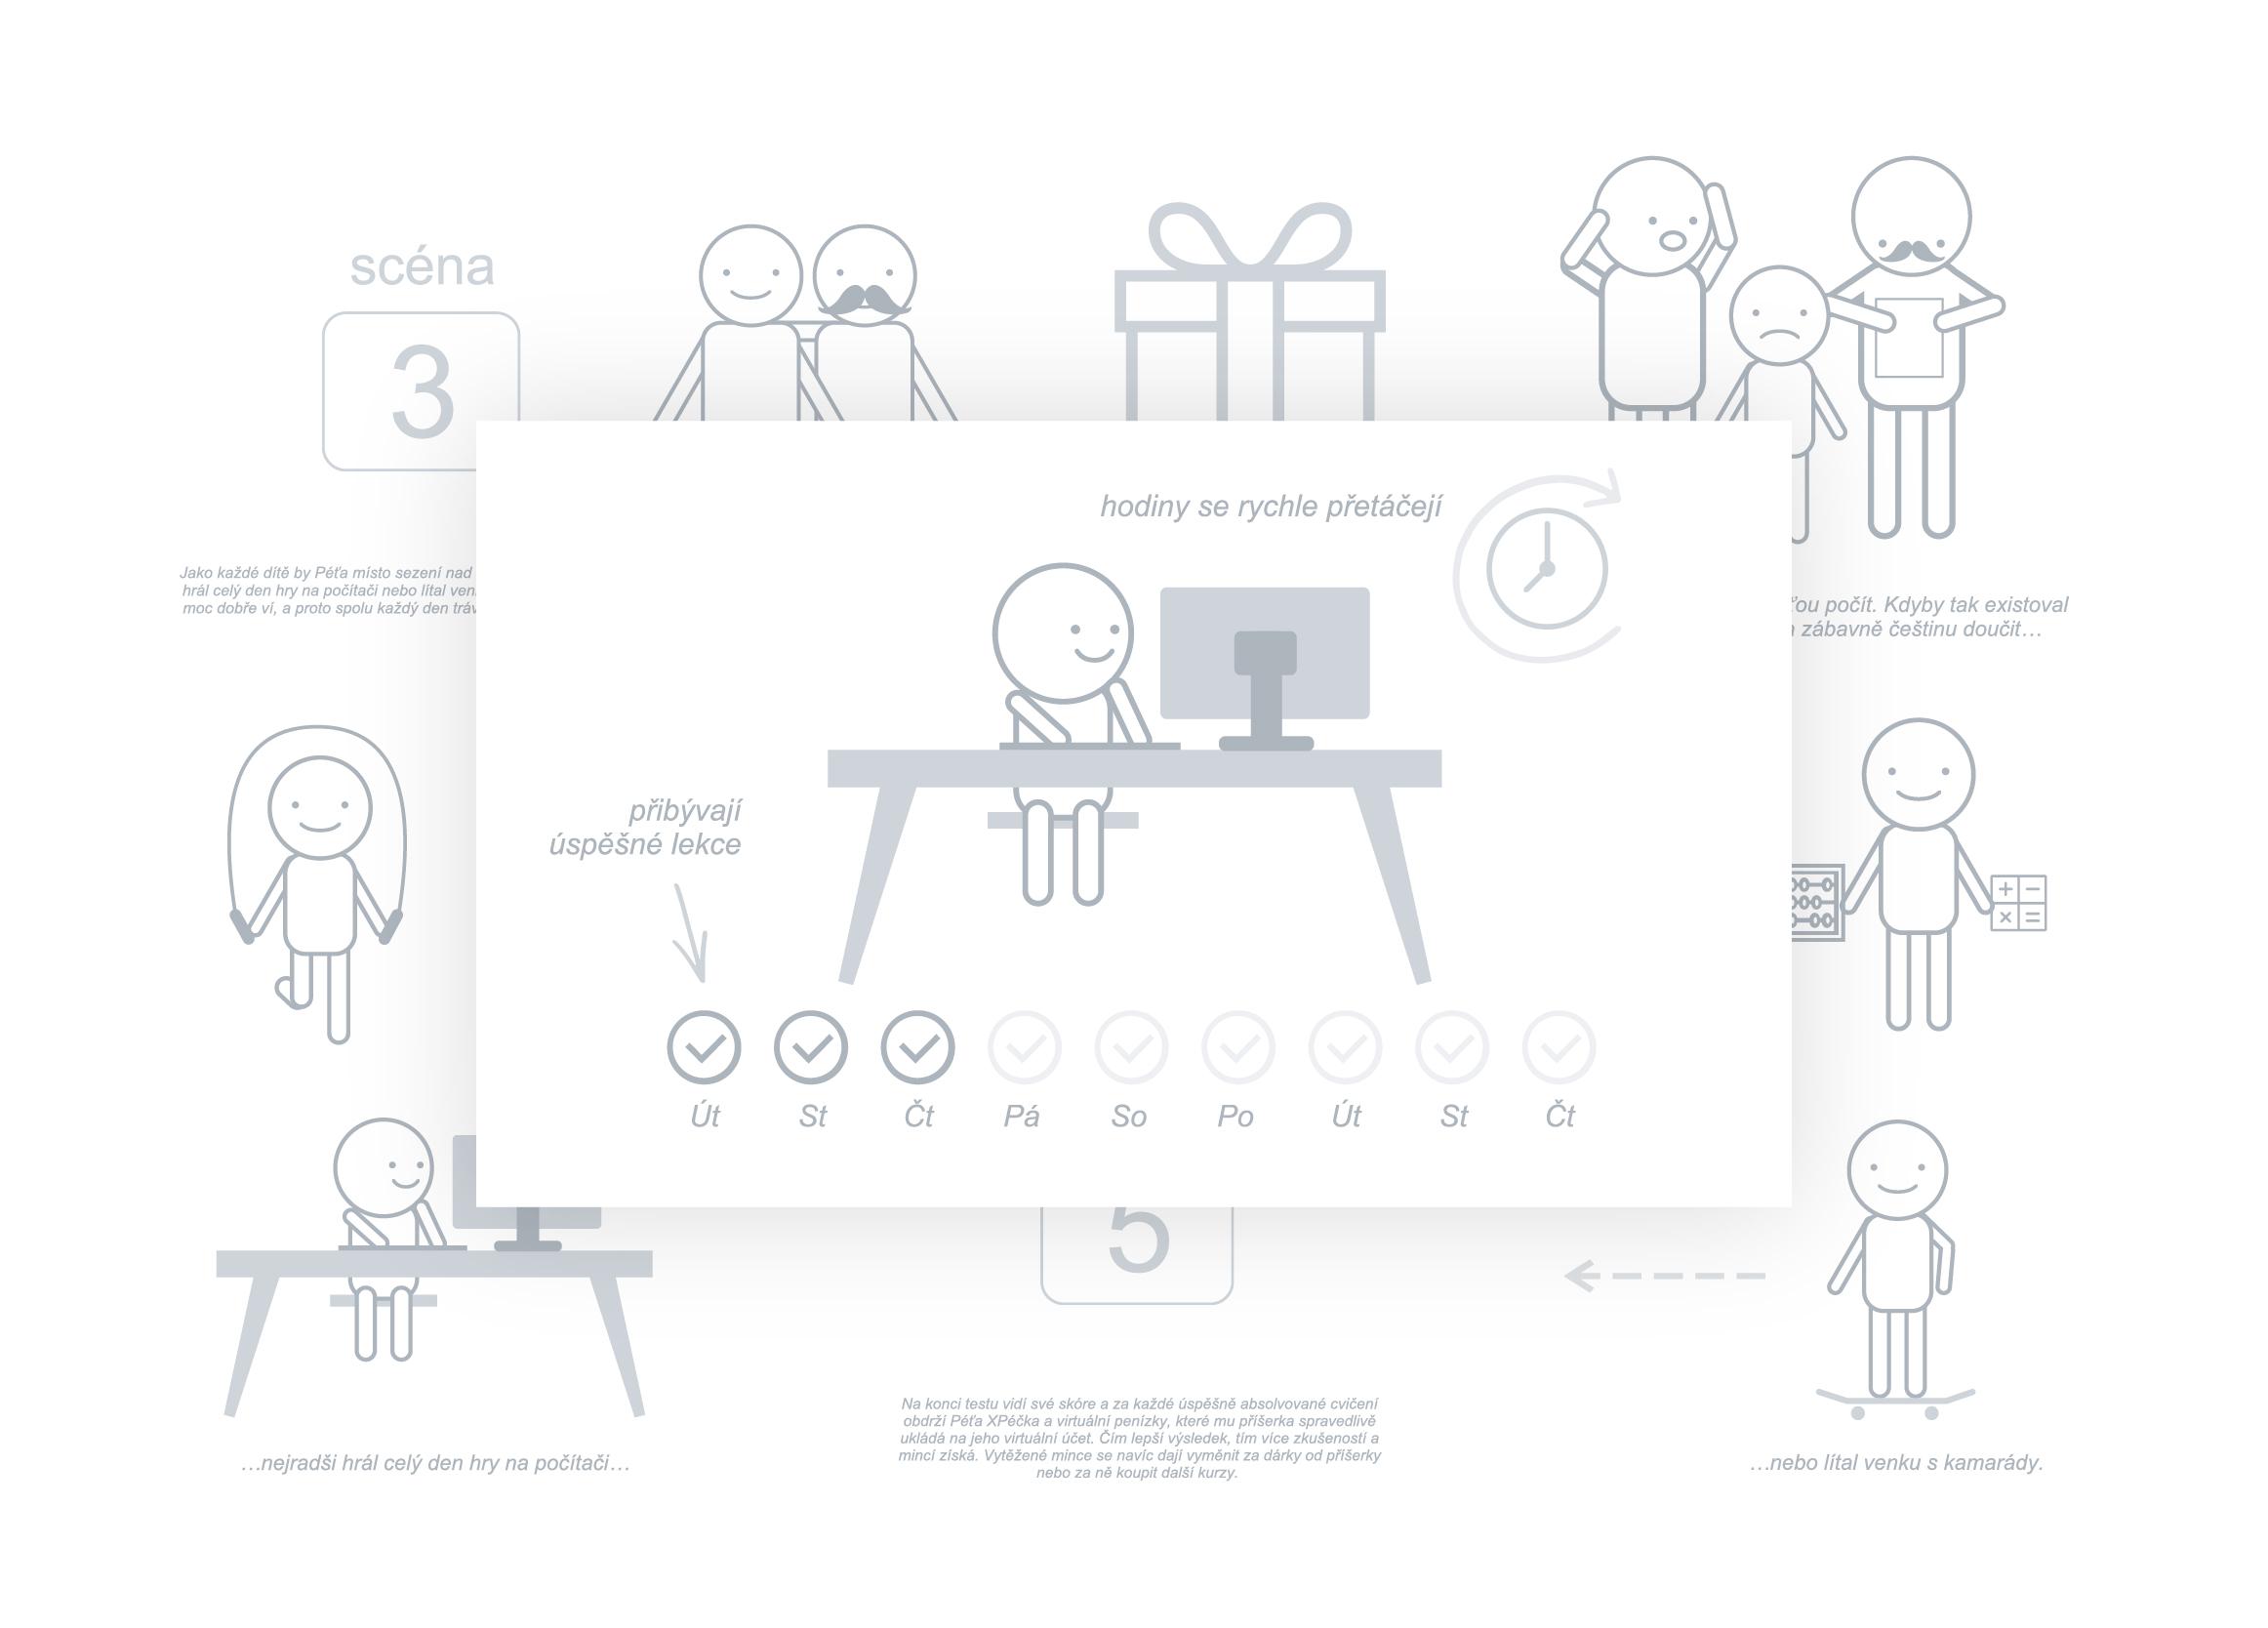 scéna
3
hodiny se rychle přetáčejí
Jako každé dítě by Péťa místo sezení nad
hrál celý den hry na počítači nebo lítal
moc dobře ví, a proto spolu každý den
počít. Kdyby tak existoval
zábavně češtinu doučit…
přibývají
úspěšné lekce
+ −
× =
Út St Čt Pá So Po Út St Čt
5
Na konci testu vidí své skóre a za každé úspěšně absolvované cvičení
obdrží Péťa XPéčka a virtuální penízky, které mu příšerka spravedlivě
ukládá na jeho virtuální účet. Čím lepší výsledek, tím více zkušeností a
mincí získá. Vytěžené mince se navíc dají vyměnit za dárky od příšerky
nebo za ně koupit další kurzy.
…nejradši hrál celý den hry na počítači…
…nebo lítal venku s kamarády.